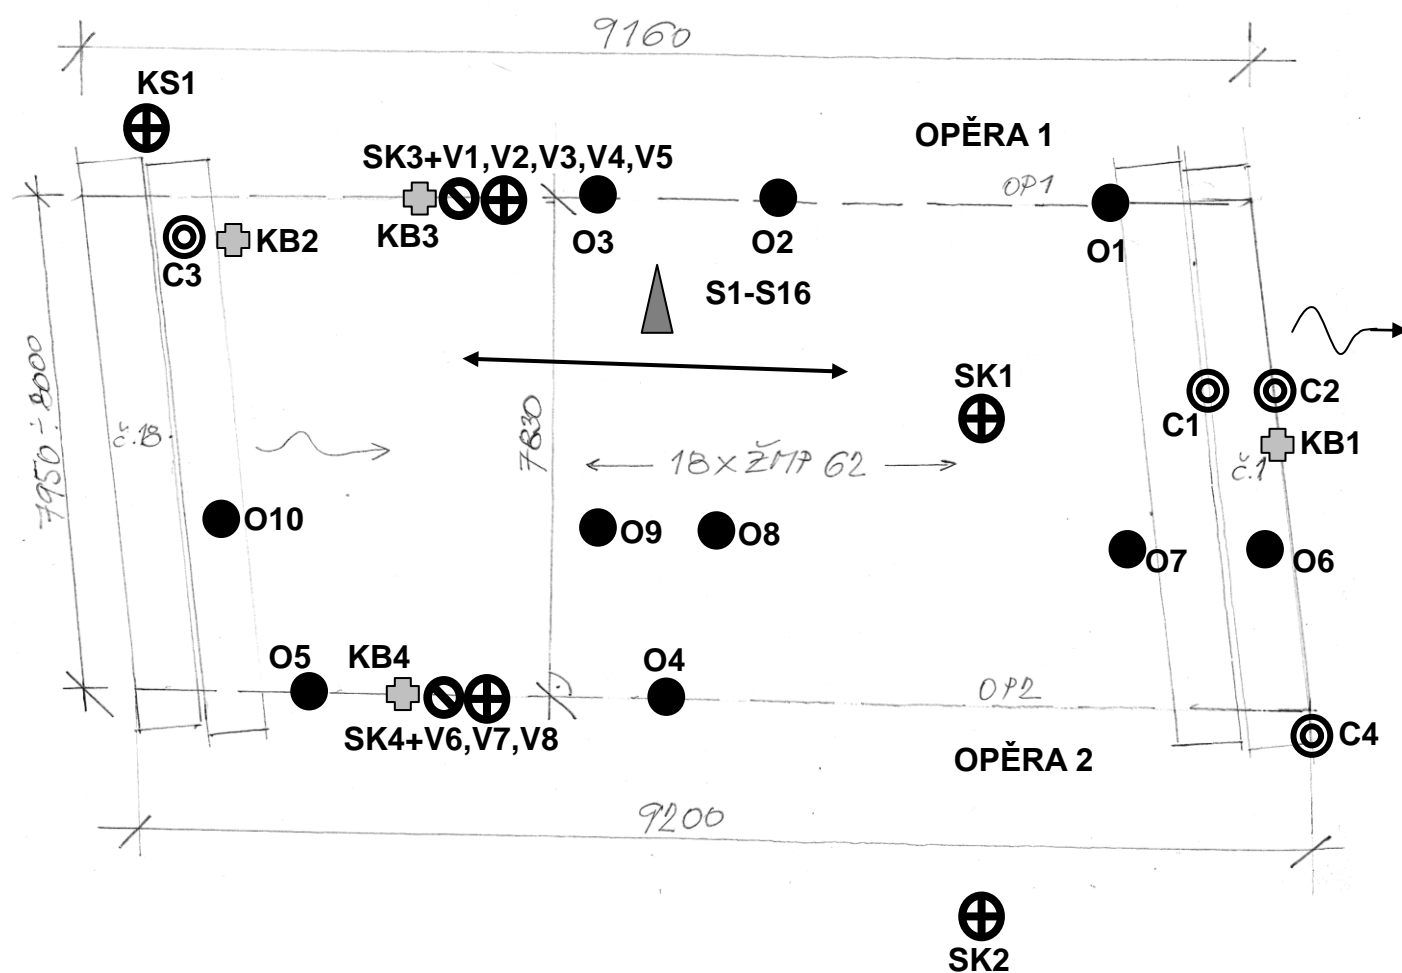 9160
KS1
OPĚRA 1
SK3+V1,V2,V3,V4,V5
OP1
KB3
O3
O2
O1
KB2
C3
S1-S16
7950÷8000
SK1
C2
C1
7830
č.18.
KB1
18×ŽMP 62
č.1
O10
O9
O8
O7
O6
O5
KB4
O4
OP2
SK4+V6,V7,V8
C4
OPĚRA 2
9200
SK2